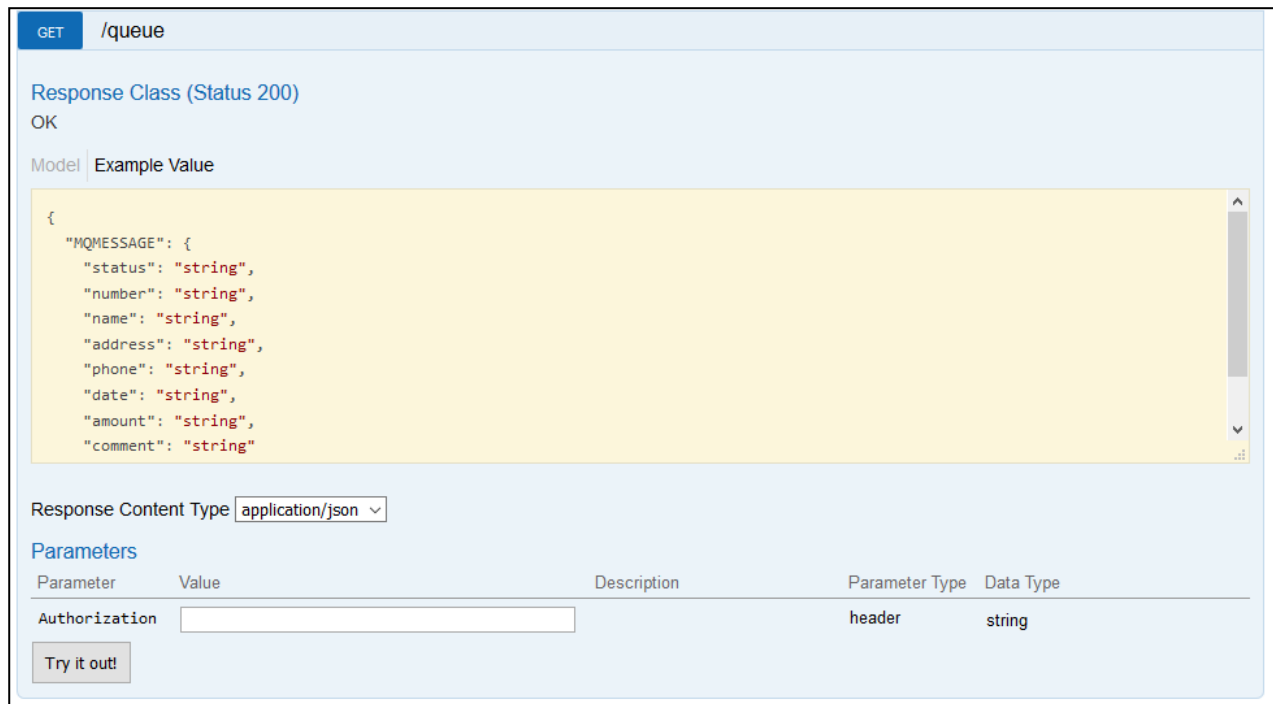 GET /queue
Response Class (Status 200)
OK
Model Example Value
{
  "MQMESSAGE": {
    "status": "string",
    "number": "string",
    "name": "string",
    "address": "string",
    "phone": "string",
    "date": "string",
    "amount": "string",
    "comment": "string"
Response Content Type application/json
Parameters
Parameter Value Description Parameter Type Data Type
Authorization header string
Try it out!